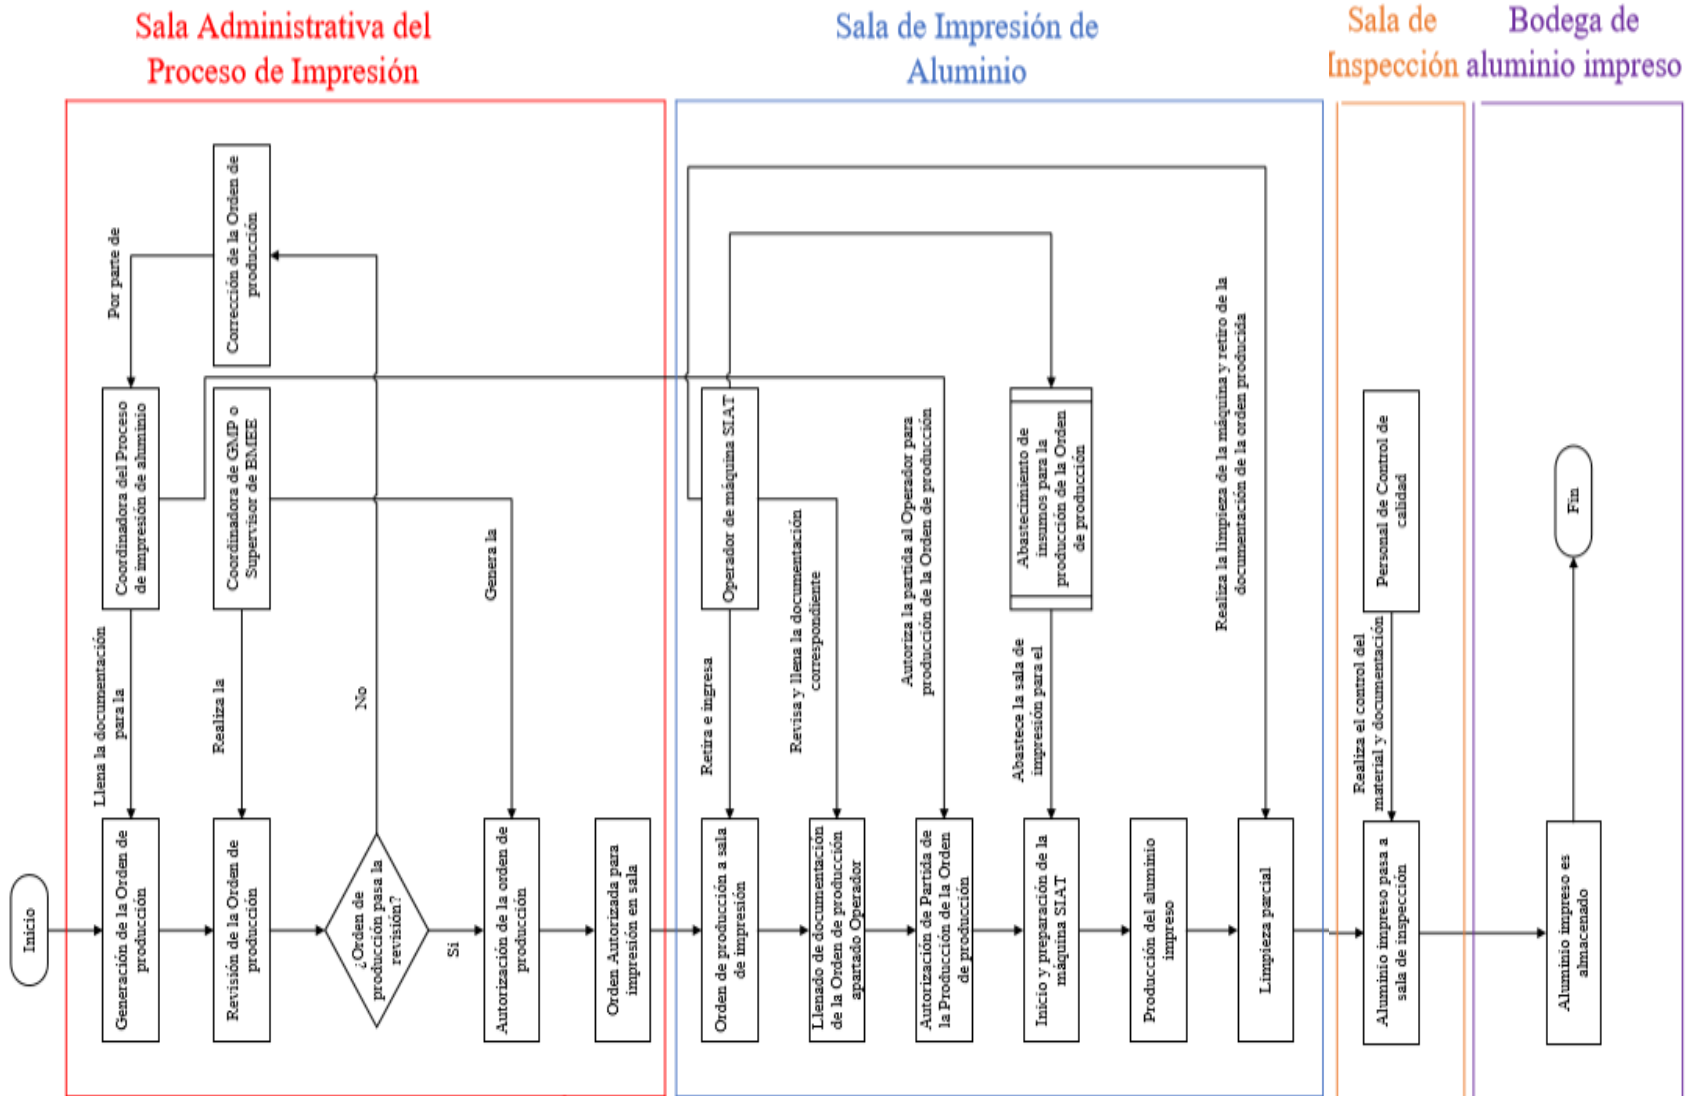 Sala Administrativa del
Proceso de Impresión
Sala de Impresión de
Aluminio
Sala de
Inspección
Bodega de
aluminio impreso
Inicio
Generación de la Orden de
producción
Llena la documentación
para la
Coordinadora del Proceso
de impresión de aluminio
Por parte de
Revisión de la Orden de
producción
Realiza la
Coordinadora de GMP o
Supervisor de BMEE
Corrección de la Orden de
producción
¿Orden de
producción pasa la
revisión?
No
Si
Autorización de la orden de
producción
Genera la
Orden Autorizada para
impresión en sala
Orden de producción a sala
de impresión
Retira e ingresa
Operador de máquina SIAT
Llenado de documentación
de la Orden de producción
apartado Operador
Revisa y llena la documentación
correspondiente
Autorización de Partida de
la Producción de la Orden
de producción
Autoriza la partida al Operador para
producción de la Orden de producción
Inicio y preparación de la
máquina SIAT
Abastece la sala de
impresión para el
Abastecimiento de
insumos para la
producción de la Orden
de producción
Producción del aluminio
impreso
Limpieza parcial
Realiza la limpieza de la máquina y retiro de la
documentación de la orden producida
Aluminio impreso pasa a
sala de inspección
Realiza el control del
material y documentación
Personal de Control de
calidad
Aluminio impreso es
almacenado
Fin